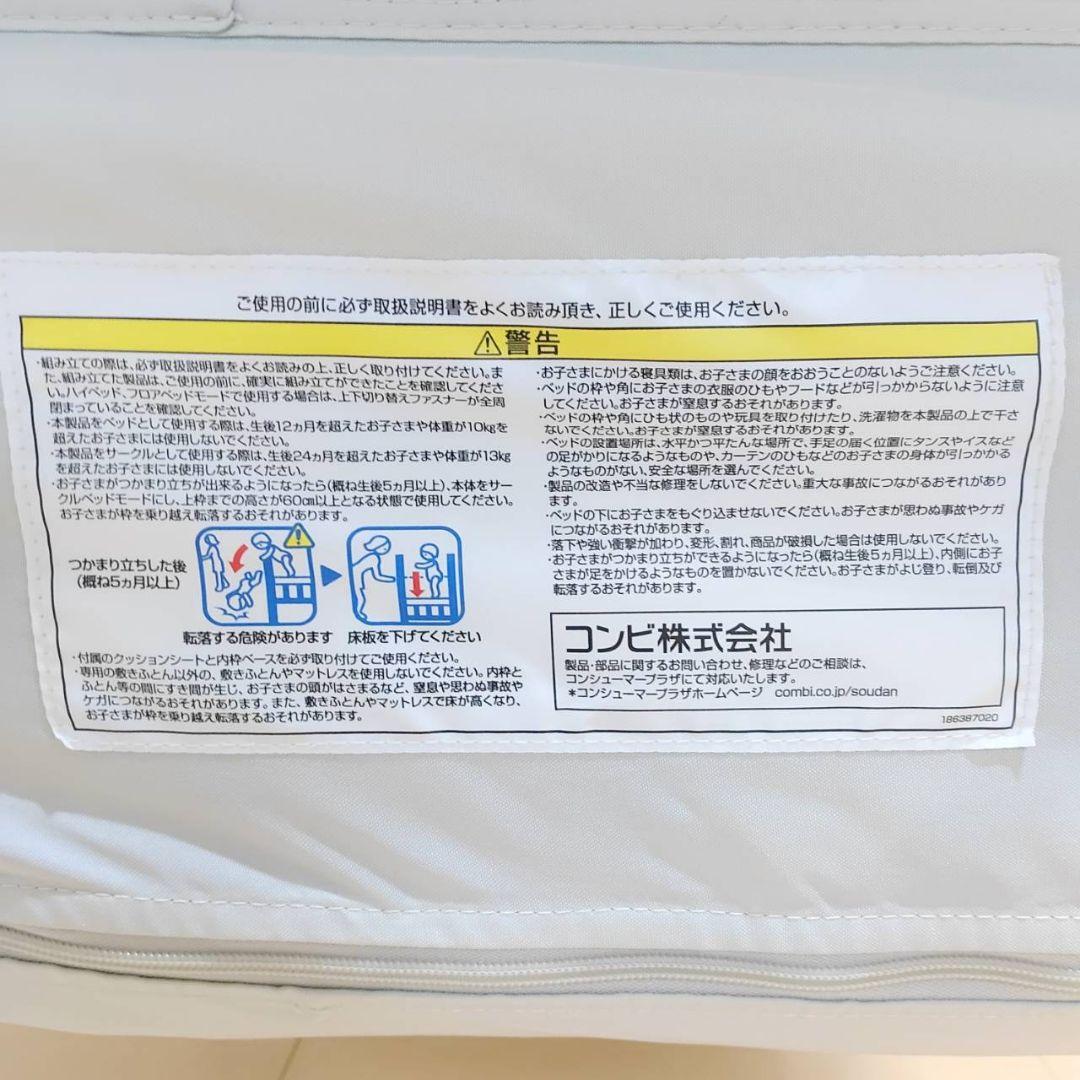 ご使用の前に必ず取扱説明書をよくお読み頂き、正しくご使用ください。
⚠警告
・組み立ての際は、必ず取扱説明書をよくお読みの上、正しく取り付けてください。ま
た、組み立てた製品は、ご使用の前に、確実に組み立てができたことを確認してくださ
い。ハイベッド、フロアベッドモードで使用する場合は、上下切り替えファスナーが全周
閉まっていることを確認してください。
・本製品をベッドとして使用する際は、生後12ヵ月を超えたお子さまや体重が10kgを
超えたお子さまには使用しないでください。
・本製品をサークルとして使用する際は、生後24ヵ月を超えたお子さまや体重が13kg
を超えたお子さまには使用しないでください。
・お子さまがつかまり立ちが出来るようになったら(概ね生後5ヵ月以上)、本体をサー
クルベッドモードにし、上枠までの高さが60cm以上となる状態で使用してください。
お子さまが枠を乗り越え転落するおそれがあります。
つかまり立ちした後
(概ね5ヵ月以上)
転落する危険があります
床板を下げてください
・付属のクッションシートと内枠ベースを必ず取り付けてご使用ください。
・専用の敷きふとん以外の、敷きふとんやマットレスを使用しないでください。内枠と
ふとん等の間にすき間が生じ、お子さまの頭がはさまるなど、窒息や思わぬ事故や
ケガにつながるおそれがあります。また、敷きふとんやマットレスで床が高くなり、
お子さまが枠を乗り越え転落するおそれがあります。
・お子さまにかける寝具類は、お子さまの顔をおおうことのないようご注意ください。
・ベッドの枠や角にお子さまの衣服のひもやフードなどが引っかからないように注意
してください。お子さまが窒息するおそれがあります。
・ベッドの枠や角にひも状のものや玩具を取り付けたり、洗濯物を本製品の上で干さ
ないでください。お子さまが窒息するおそれがあります。
・ベッドの設置場所は、水平かつ平たんな場所で、手足の届く位置にタンスやイスなど
の足がかりになるようなものや、カーテンのひもなどのお子さまの身体が引っかかる
ようなものがない、安全な場所を選んでください。
・製品の改造や不当な修理をしないでください。重大な事故につながるおそれがあり
ます。
・ベッドの下にお子さまをもぐり込ませないでください。お子さまが思わぬ事故やケガ
につながるおそれがあります。
・落下や強い衝撃が加わり、変形、割れ、商品が破損した場合は使用しないでください。
・お子さまがつかまり立ちができるようになったら(概ね生後5ヵ月以上)、内側にお子
さまが足をかけるようなものを置かないでください。お子さまがよじ登り、転倒及び
転落するおそれがあります。
コンビ株式会社
製品・部品に関するお問い合わせ、修理などのご相談は、
コンシューマープラザにて対応いたします。
*コンシューマープラザホームページ combi.co.jp/soudan
186387020